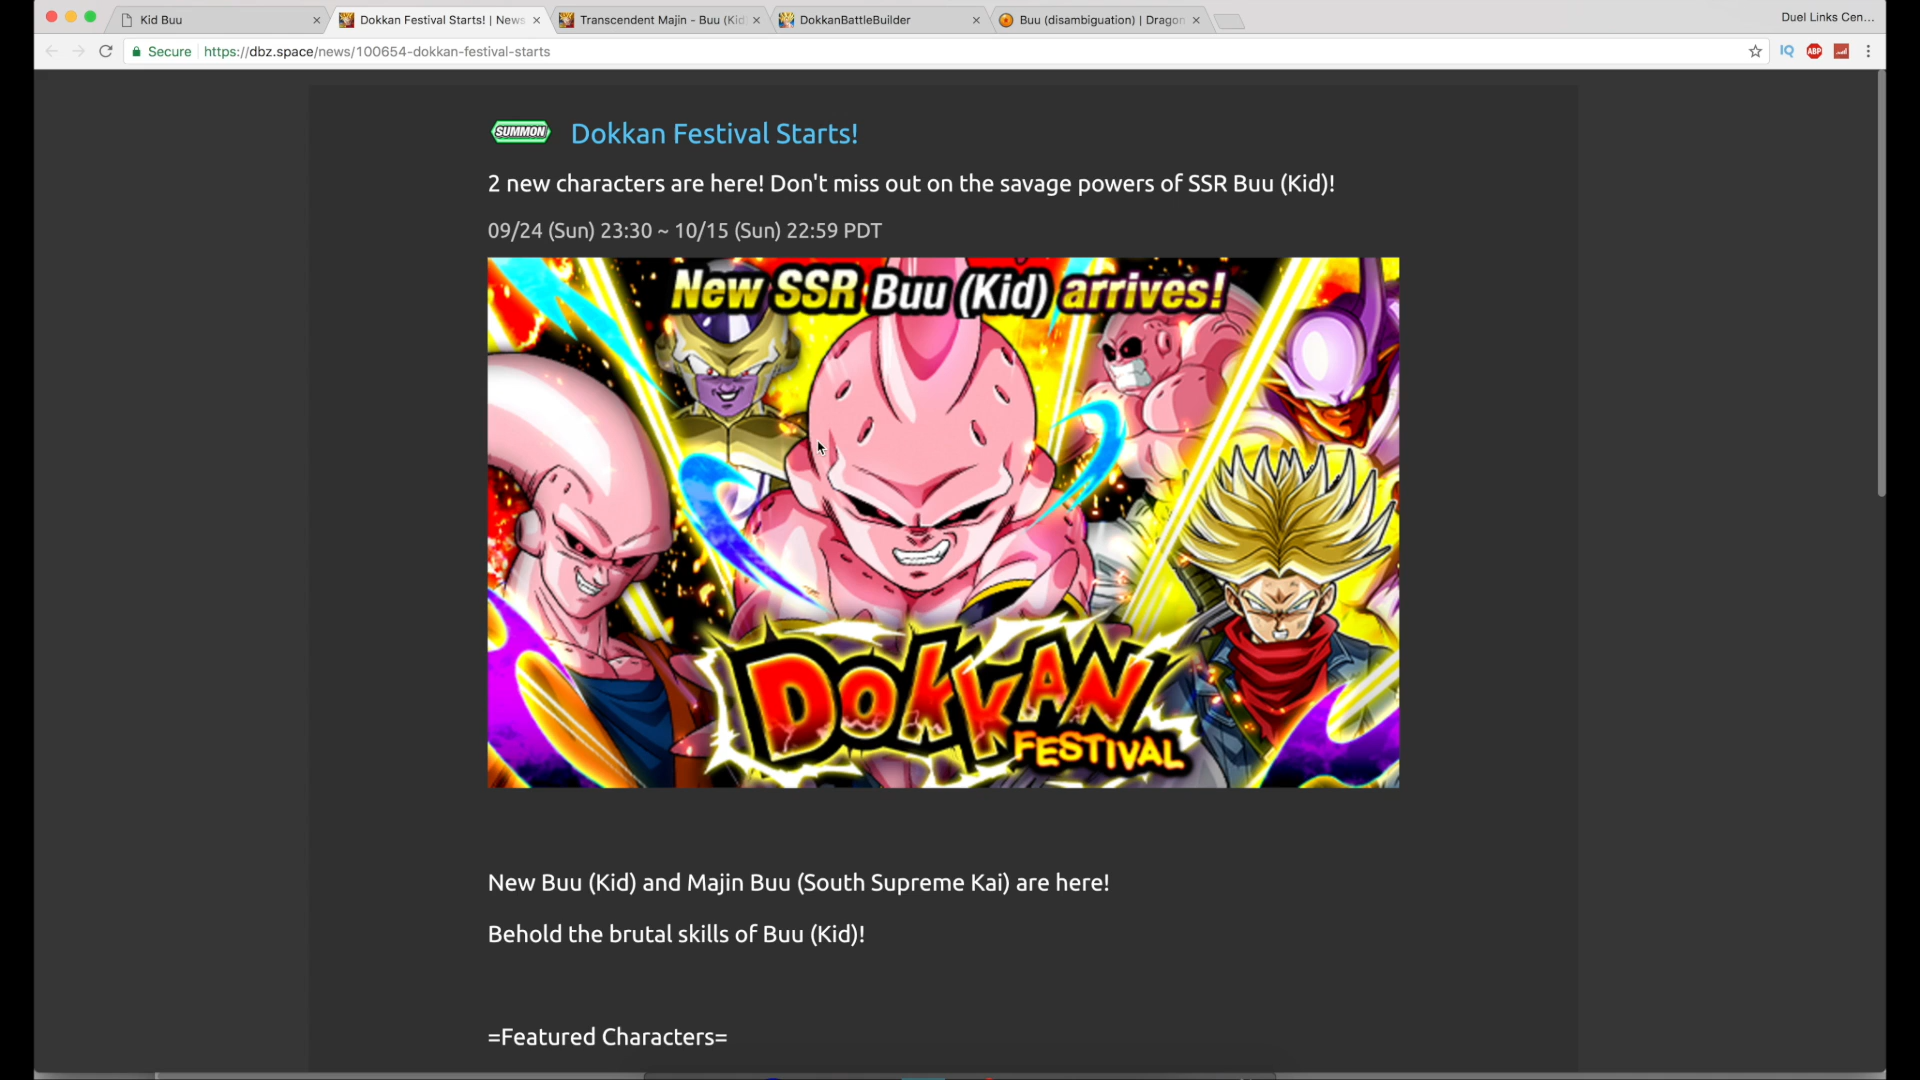 Kid Buu
Dokkan Festival Starts! | News
Transcendent Majin - Buu (Kid
DokkanBattleBuilder
Buu (disambiguation) | Dragon
Duel Links Cen...
Secure
https://dbz.space/news/100654-dokkan-festival-starts
IQ
ABP
SUMMON
Dokkan Festival Starts!
2 new characters are here! Don't miss out on the savage powers of SSR Buu (Kid)!
09/24 (Sun) 23:30 ~ 10/15 (Sun) 22:59 PDT
New SSR Buu (Kid) arrives!
DOKKAN
FESTIVAL
New Buu (Kid) and Majin Buu (South Supreme Kai) are here!
Behold the brutal skills of Buu (Kid)!
=Featured Characters=